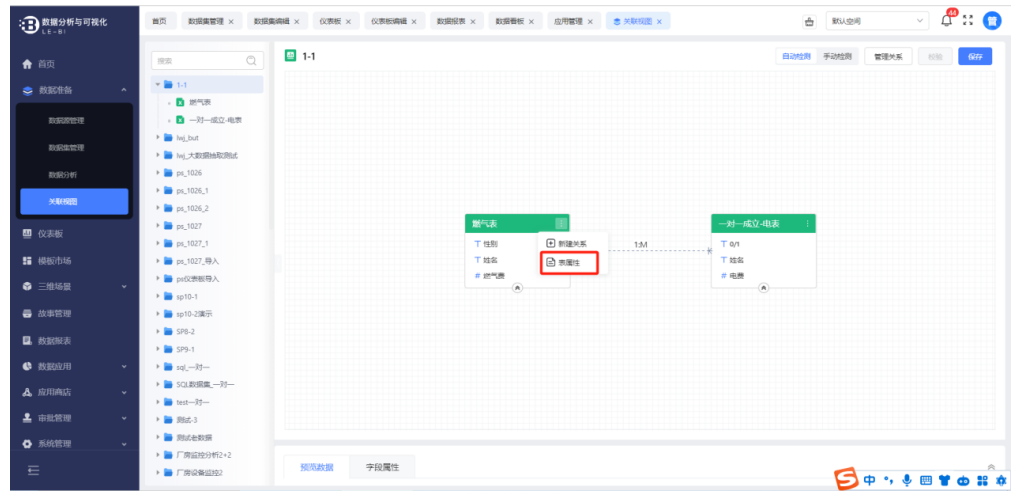 数据分析与可视化
LE-BI
首页
数据集管理 ×
数据集编辑 ×
仪表板 ×
仪表板编辑 ×
数据报表 ×
数据看板 ×
应用管理 ×
关联视图 ×
默认空间
44
管
首页
数据准备
数据源管理
数据集管理
数据分析
关联视图
仪表板
模板市场
三维场景
故事管理
数据报表
数据应用
应用商店
审批管理
系统管理
搜索
1-1
燃气表
一对一成立-电表
lwj_but
lwj_大数据抽取测试
ps_1026
ps_1026_1
ps_1026_2
ps_1027
ps_1027_1
ps_1027_导入
ps仪表板导入
sp10-1
sp10-2演示
SP8-2
SP9-1
sql_一对一
SQL数据集_一对一
test一对一
测试-3
测试老数据
厂房监控分析2+2
厂房设备监控2
1-1
自动检测
手动检测
管理关系
校验
保存
燃气表
T 性别
T 姓名
# 燃气费
新建关系
表属性
1:M
一对一成立-电表
T 0/1
T 姓名
# 电费
预览数据
字段属性
中